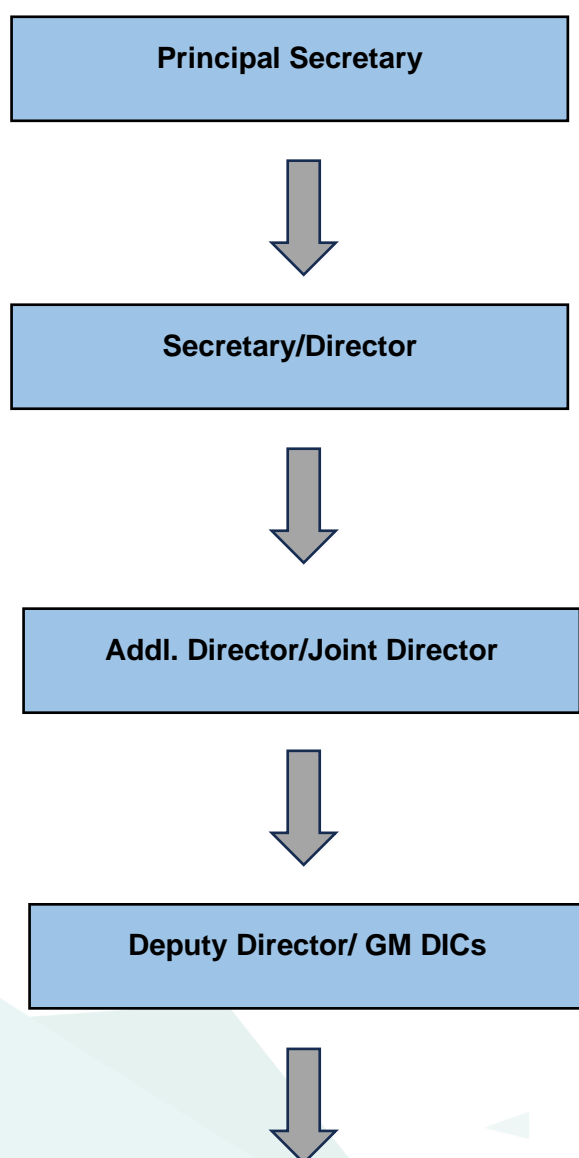 Principal Secretary
Secretary/Director
Addl. Director/Joint Director
Deputy Director/ GM DICs